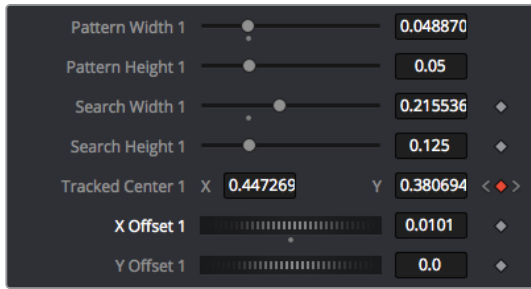 Pattern Width 1 0.048870
Pattern Height 1 0.05
Search Width 1 0.215536
Search Height 1 0.125
Tracked Center 1 X 0.447269 Y 0.380694
X Offset 1 0.0101
Y Offset 1 0.0